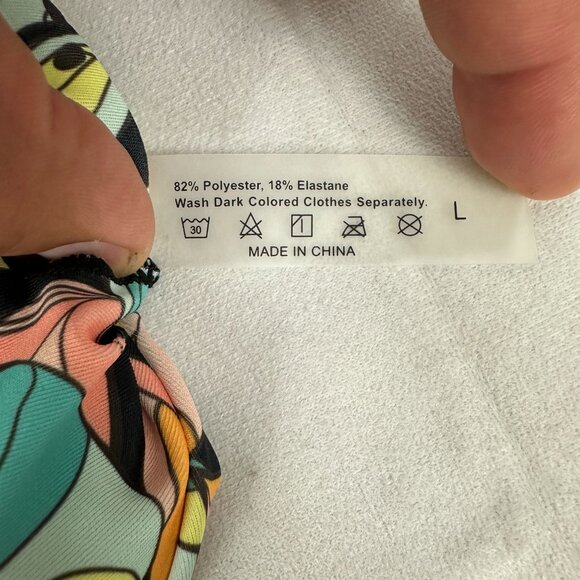 82% Polyester, 18% Elastane
Wash Dark Colored Clothes Separately.
L
30
MADE IN CHINA